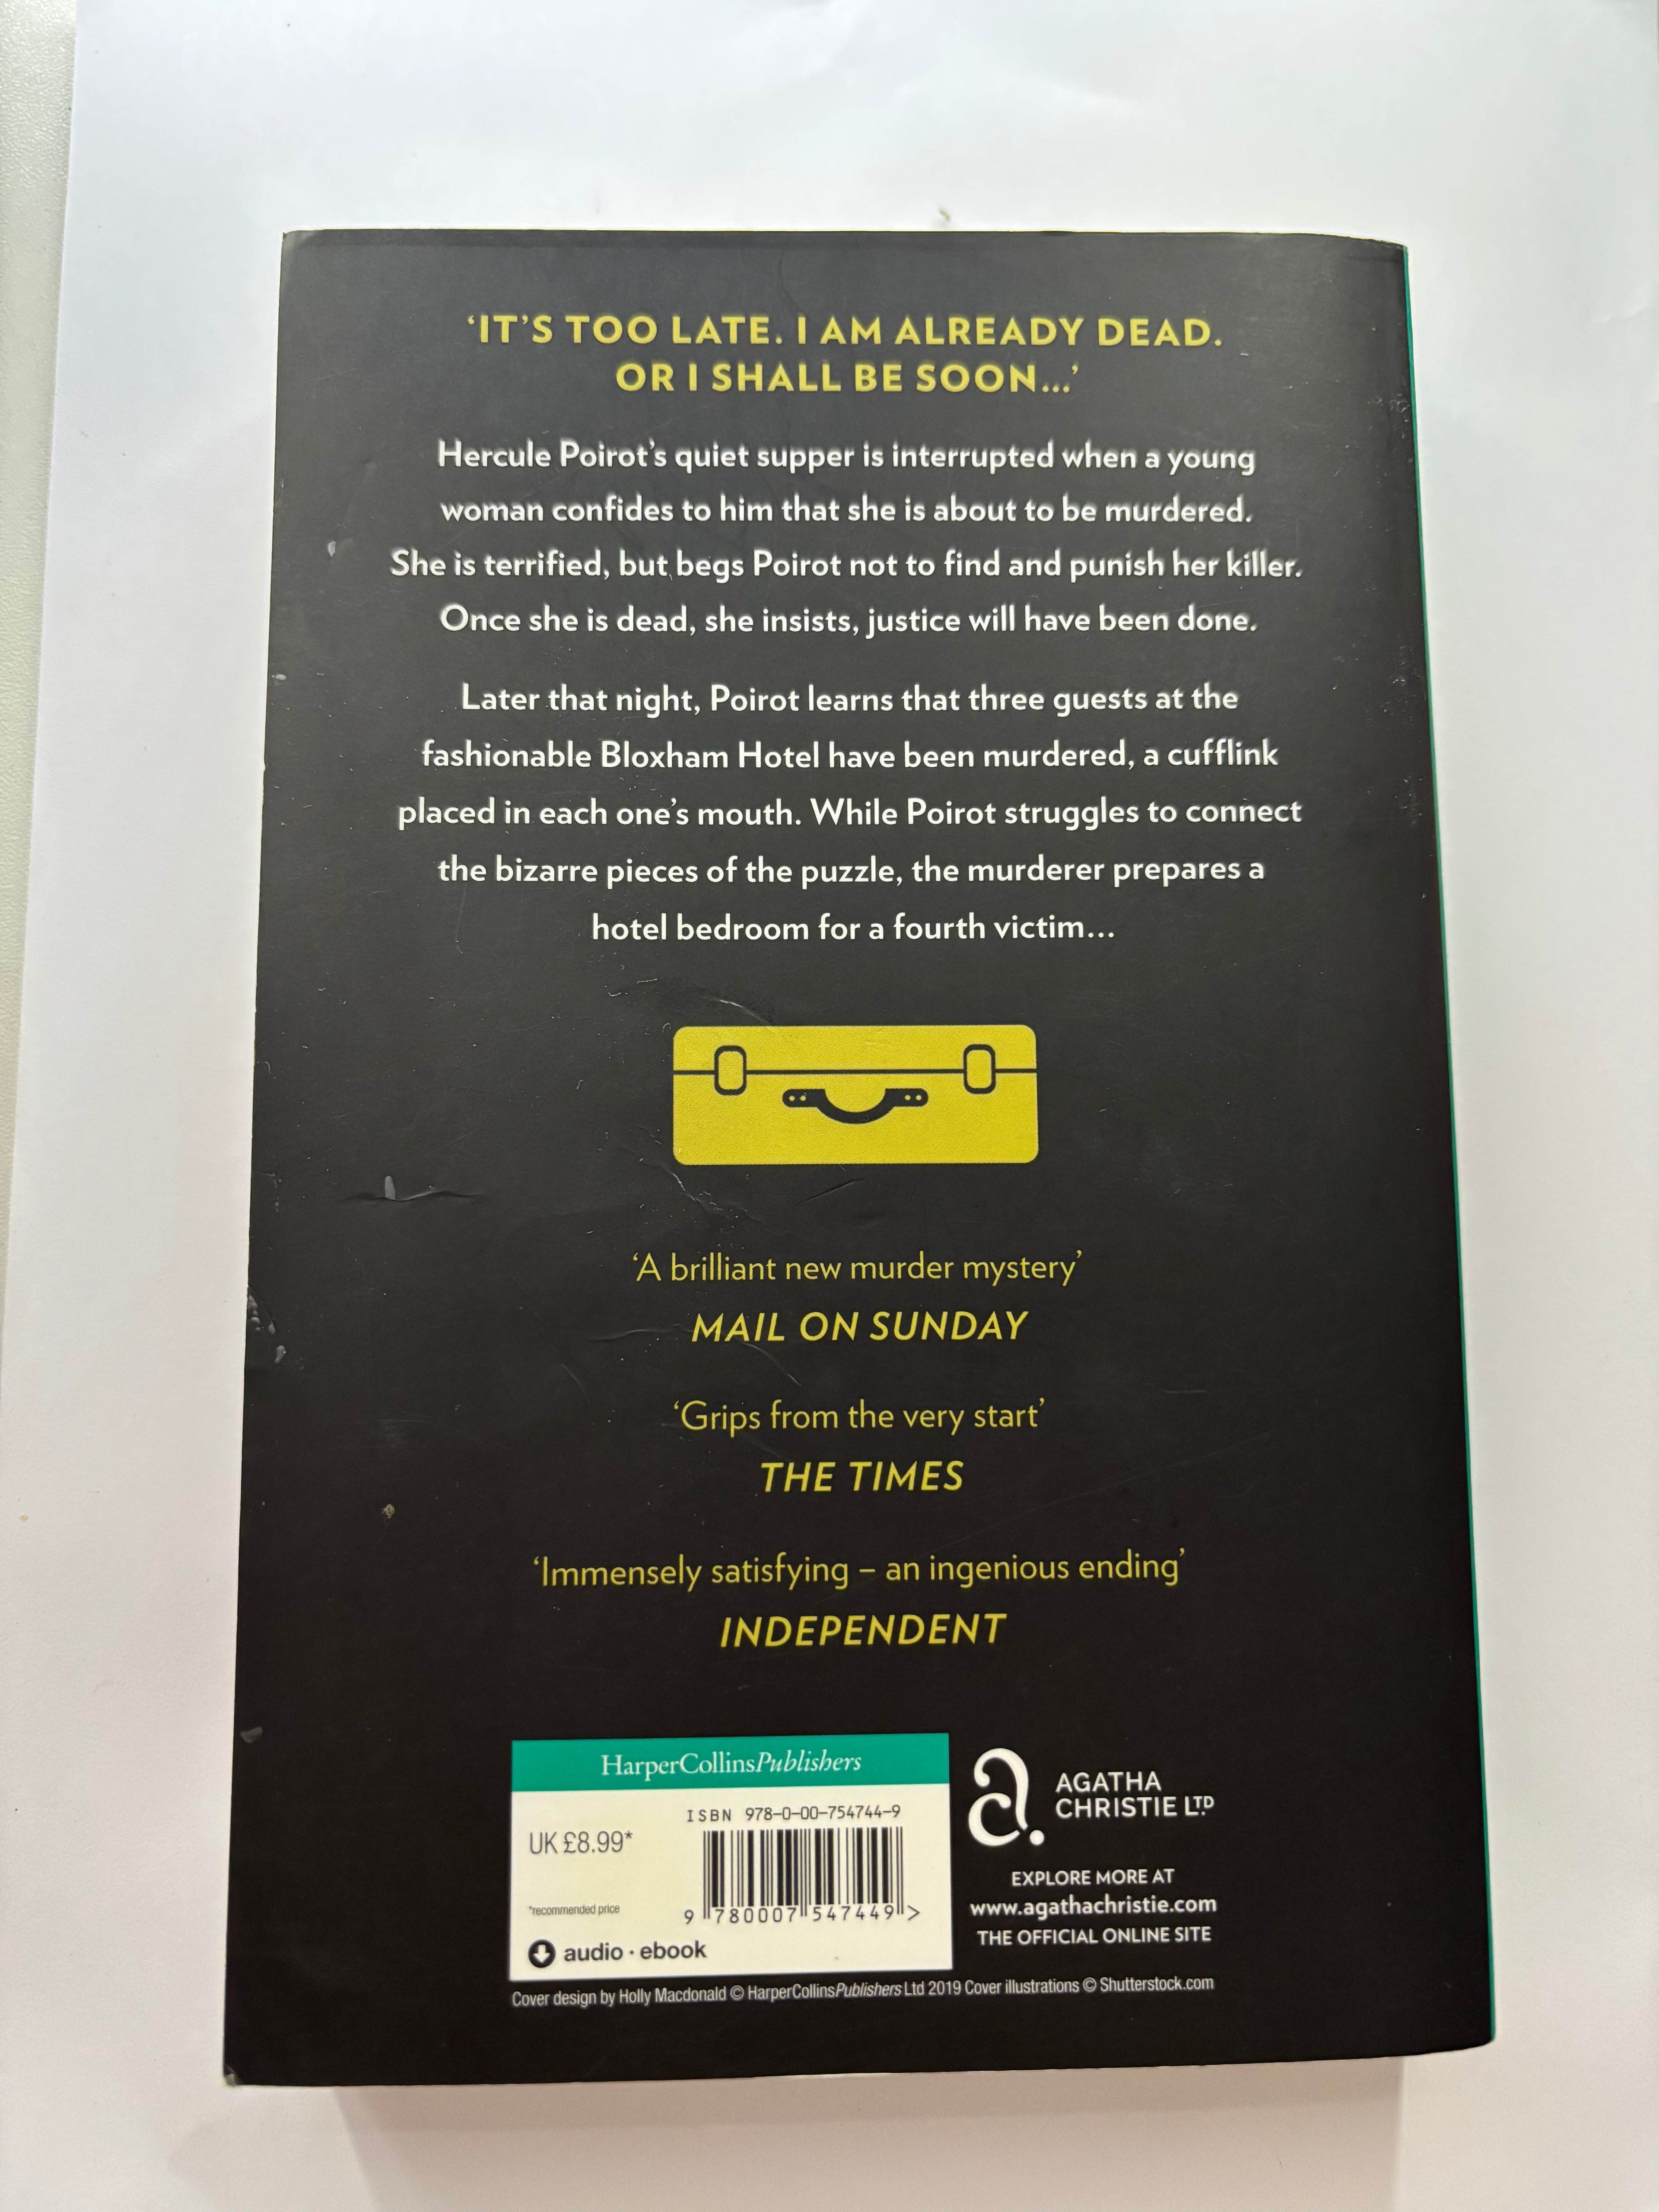 ‘IT’S TOO LATE. I AM ALREADY DEAD.
OR I SHALL BE SOON...’
Hercule Poirot’s quiet supper is interrupted when a young
woman confides to him that she is about to be murdered.
She is terrified, but begs Poirot not to find and punish her killer.
Once she is dead, she insists, justice will have been done.
Later that night, Poirot learns that three guests at the
fashionable Bloxham Hotel have been murdered, a cufflink
placed in each one’s mouth. While Poirot struggles to connect
the bizarre pieces of the puzzle, the murderer prepares a
hotel bedroom for a fourth victim...
‘A brilliant new murder mystery’
MAIL ON SUNDAY
‘Grips from the very start’
THE TIMES
‘Immensely satisfying – an ingenious ending’
INDEPENDENT
HarperCollinsPublishers
ISBN 978-0-00-754744-9
UK £8.99*
*recommended price
9 780007 547449 >
audio · ebook
a.
AGATHA
CHRISTIE LTD
EXPLORE MORE AT
www.agathachristie.com
THE OFFICIAL ONLINE SITE
Cover design by Holly Macdonald © HarperCollinsPublishers Ltd 2019 Cover illustrations © Shutterstock.com